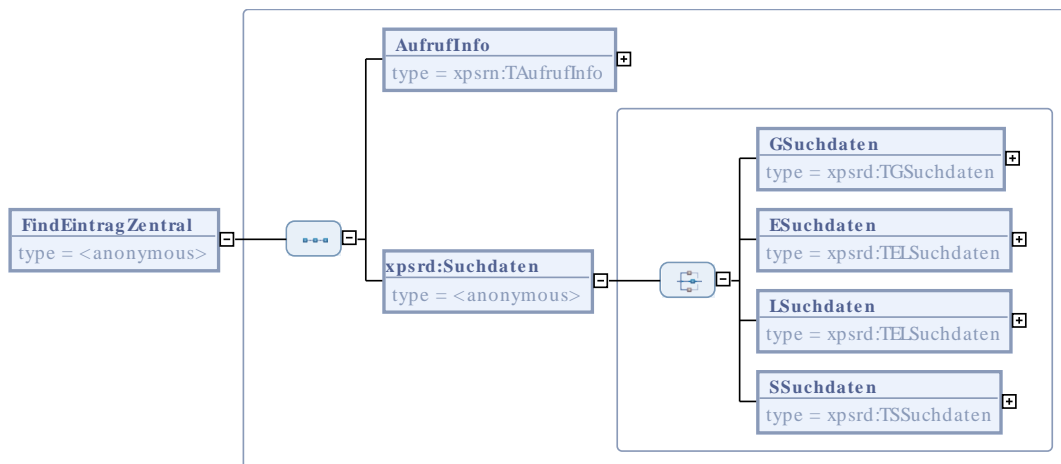 AufrufInfo
type = xpsrn:TAufrufInfo
GSuchdaten
type = xpsrd:TGSuchdaten
FindEintragZentral
type = <anonymous>
ESuchdaten
type = xpsrd:TELSuchdaten
xpsrd:Suchdaten
type = <anonymous>
LSuchdaten
type = xpsrd:TELSuchdaten
SSuchdaten
type = xpsrd:TSSuchdaten